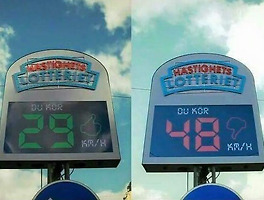 HASTIGHETS
LOTTERIET
DU KÖR
29
KM/H
HASTIGHETS
LOTTERIET
DU KÖR
48
KM/H